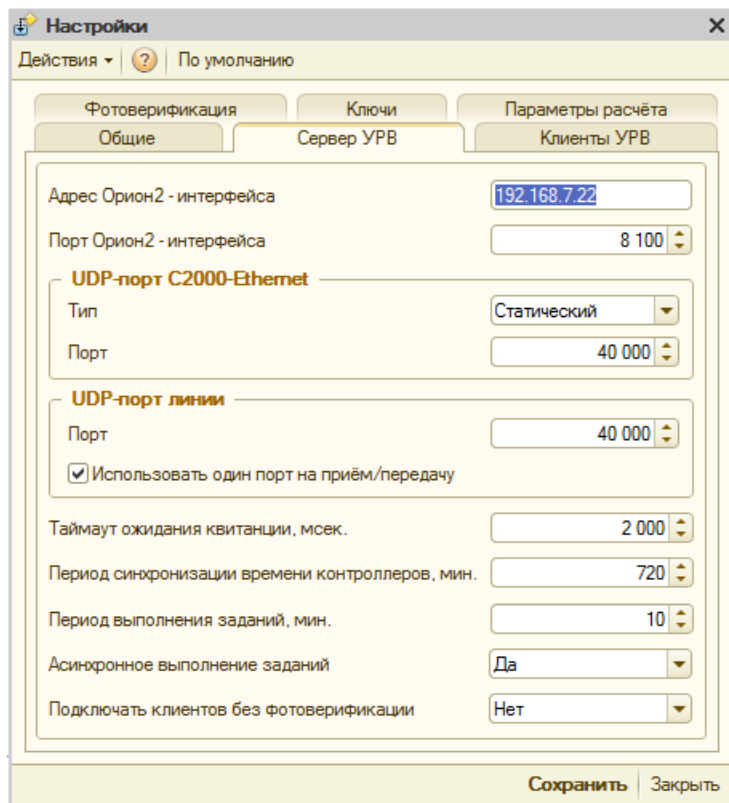 Настройки
Действия ? По умолчанию
Фотоверификация Ключи Параметры расчёта
Общие Сервер УРВ Клиенты УРВ
Адрес Орион2 - интерфейса 192.168.7.22
Порт Орион2 - интерфейса 8 100
UDP-порт C2000-Ethernet
Тип Статический
Порт 40 000
UDP-порт линии
Порт 40 000
Использовать один порт на приём/передачу
Таймаут ожидания квитанции, мсек. 2 000
Период синхронизации времени контроллеров, мин. 720
Период выполнения заданий, мин. 10
Асинхронное выполнение заданий Да
Подключать клиентов без фотоверификации Нет
Сохранить Закрыть